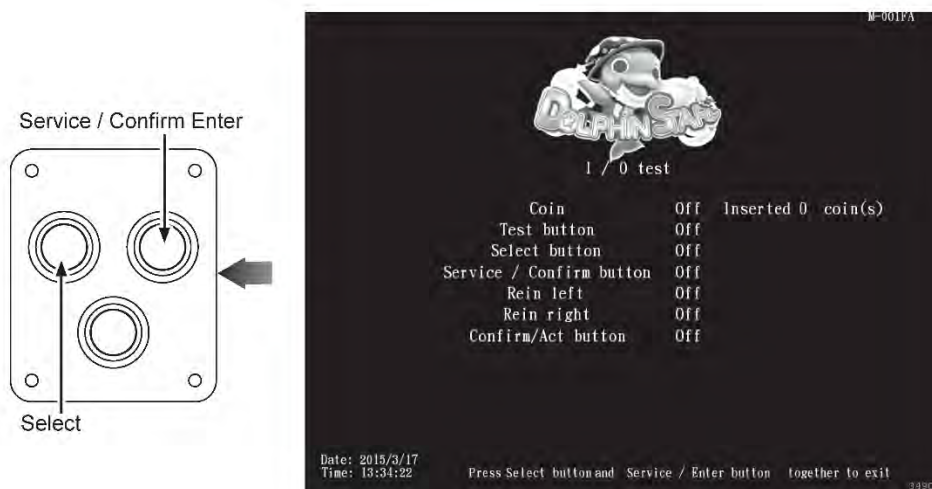 Service / Confirm Enter
Select
M-001FA
DOLPHIN STARS
I / O test
Coin Off Inserted 0 coin(s)
Test button Off
Select button Off
Service / Confirm button Off
Rein left Off
Rein right Off
Confirm/Act button Off
Date: 2015/3/17
Time: 13:34:22
Press Select button and Service / Enter button together to exit